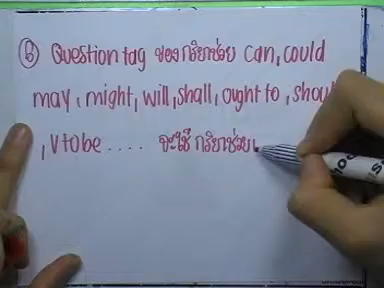 ⑥ Question tag ของกริยาช่วย can, could
may, might, will, shall, ought to, shoul
, V to be .... จะใช้ กริยาช่วย